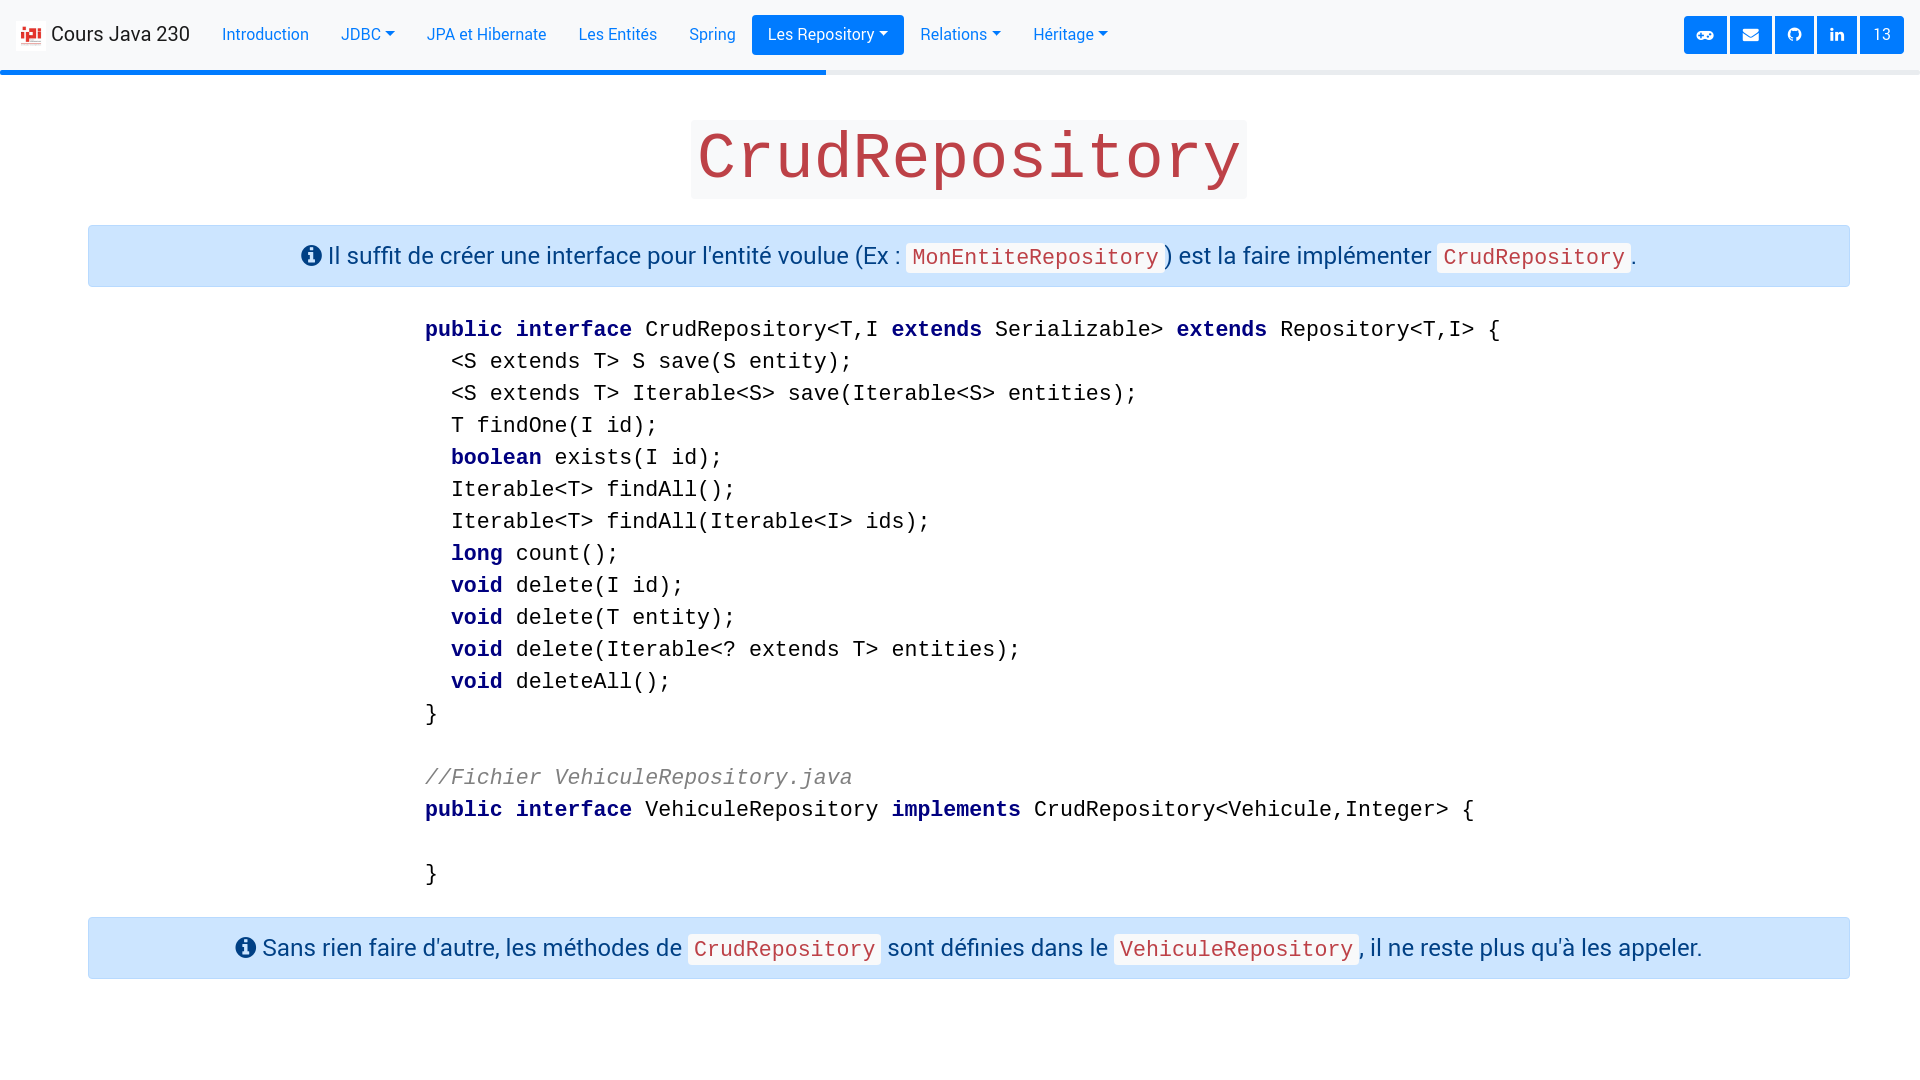 Cours Java 230 Introduction JDBC JPA et Hibernate Les Entités Spring Les Repository Relations Héritage 13
CrudRepository
Il suffit de créer une interface pour l'entité voulue (Ex : MonEntiteRepository) est la faire implémenter CrudRepository.
public interface CrudRepository<T,I extends Serializable> extends Repository<T,I> {
<S extends T> S save(S entity);
<S extends T> Iterable<S> save(Iterable<S> entities);
T findOne(I id);
boolean exists(I id);
Iterable<T> findAll();
Iterable<T> findAll(Iterable<I> ids);
long count();
void delete(I id);
void delete(T entity);
void delete(Iterable<? extends T> entities);
void deleteAll();
}
//Fichier VehiculeRepository.java
public interface VehiculeRepository implements CrudRepository<Vehicule,Integer> {
}
Sans rien faire d'autre, les méthodes de CrudRepository sont définies dans le VehiculeRepository, il ne reste plus qu'à les appeler.